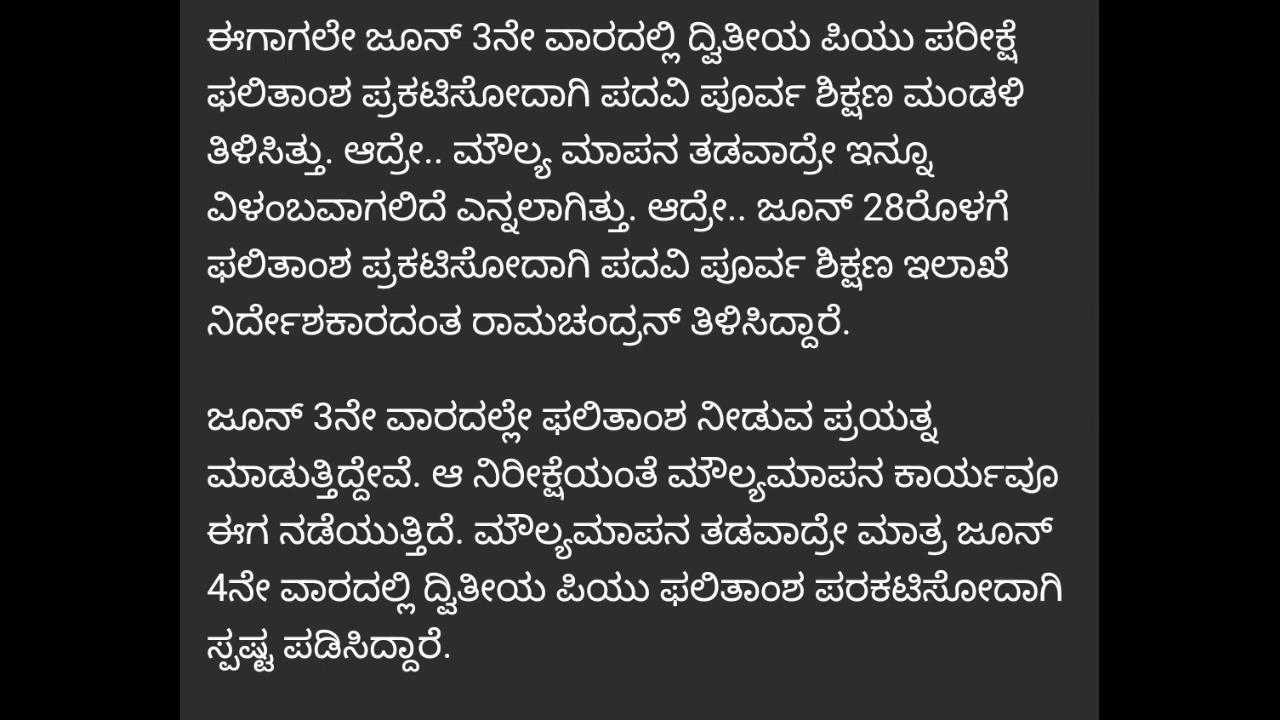 ಈಗಾಗಲೇ ಜೂನ್ 3ನೇ ವಾರದಲ್ಲಿ ದ್ವಿತೀಯ ಪಿಯು ಪರೀಕ್ಷೆ
ಫಲಿತಾಂಶ ಪ್ರಕಟಿಸೋದಾಗಿ ಪದವಿ ಪೂರ್ವ ಶಿಕ್ಷಣ ಮಂಡಳಿ
ತಿಳಿಸಿತ್ತು. ಆದ್ರೇ.. ಮೌಲ್ಯ ಮಾಪನ ತಡವಾದ್ರೇ ಇನ್ನೂ
ವಿಳಂಬವಾಗಲಿದೆ ಎನ್ನಲಾಗಿತ್ತು. ಆದ್ರೇ.. ಜೂನ್ 28ರೊಳಗೆ
ಫಲಿತಾಂಶ ಪ್ರಕಟಿಸೋದಾಗಿ ಪದವಿ ಪೂರ್ವ ಶಿಕ್ಷಣ ಇಲಾಖೆ
ನಿರ್ದೇಶಕಾರದಂತ ರಾಮಚಂದ್ರನ್ ತಿಳಿಸಿದ್ದಾರೆ.
ಜೂನ್ 3ನೇ ವಾರದಲ್ಲೇ ಫಲಿತಾಂಶ ನೀಡುವ ಪ್ರಯತ್ನ
ಮಾಡುತ್ತಿದ್ದೇವೆ. ಆ ನಿರೀಕ್ಷೆಯಂತೆ ಮೌಲ್ಯಮಾಪನ ಕಾರ್ಯವೂ
ಈಗ ನಡೆಯುತ್ತಿದೆ. ಮೌಲ್ಯಮಾಪನ ತಡವಾದ್ರೇ ಮಾತ್ರ ಜೂನ್
4ನೇ ವಾರದಲ್ಲಿ ದ್ವಿತೀಯ ಪಿಯು ಫಲಿತಾಂಶ ಪರಕಟಿಸೋದಾಗಿ
ಸ್ಪಷ್ಟ ಪಡಿಸಿದ್ದಾರೆ.